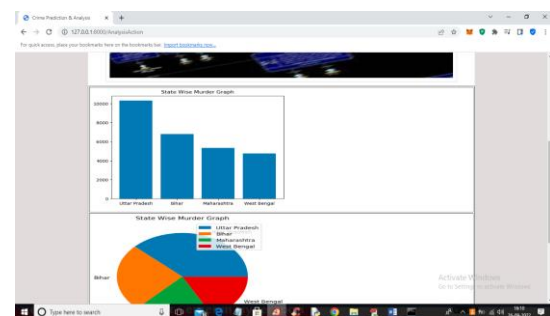 Crime Prediction & Analysis
127.0.0.1:8000/AnalysisAction
For quick access, place your bookmarks here on the bookmarks bar. Import bookmarks now...
State Wise Murder Graph
10000
8000
6000
4000
2000
0
Uttar Pradesh Bihar Maharashtra West Bengal
State Wise Murder Graph
Uttar Pradesh
Bihar
Maharashtra
West Bengal
Bihar
West Bengal
Activate Windows
Go to Settings to activate Windows.
Type here to search